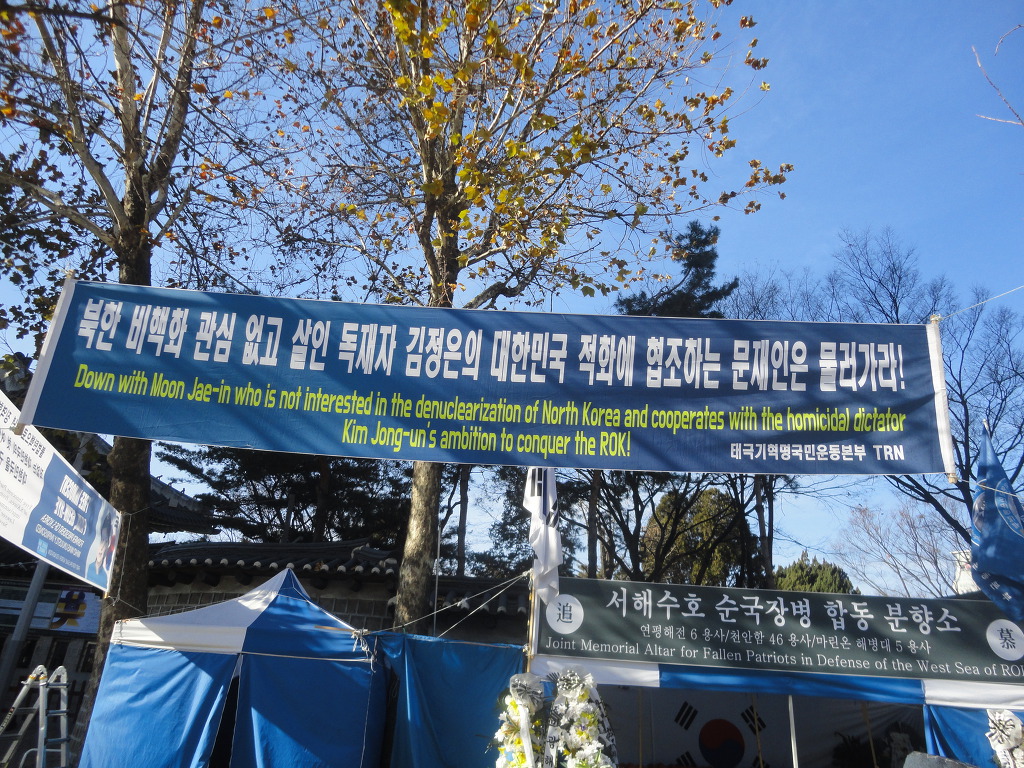 북한 비핵화 관심 없고 살인 독재자 김정은의 대한민국 적화에 협조하는 문재인은 물러가라!
Down with Moon Jae-in who is not interested in the denuclearization of North Korea and cooperates with the homicidal dictator
Kim Jong-un's ambition to conquer the ROK!
태극기혁명국민운동본부 TRN
追 서해수호 순국장병 합동 분향소 慕
연평해전 6 용사/천안함 46 용사/마린온 해병대 5 용사
Joint Memorial Altar for Fallen Patriots in Defense of the West Sea of ROK